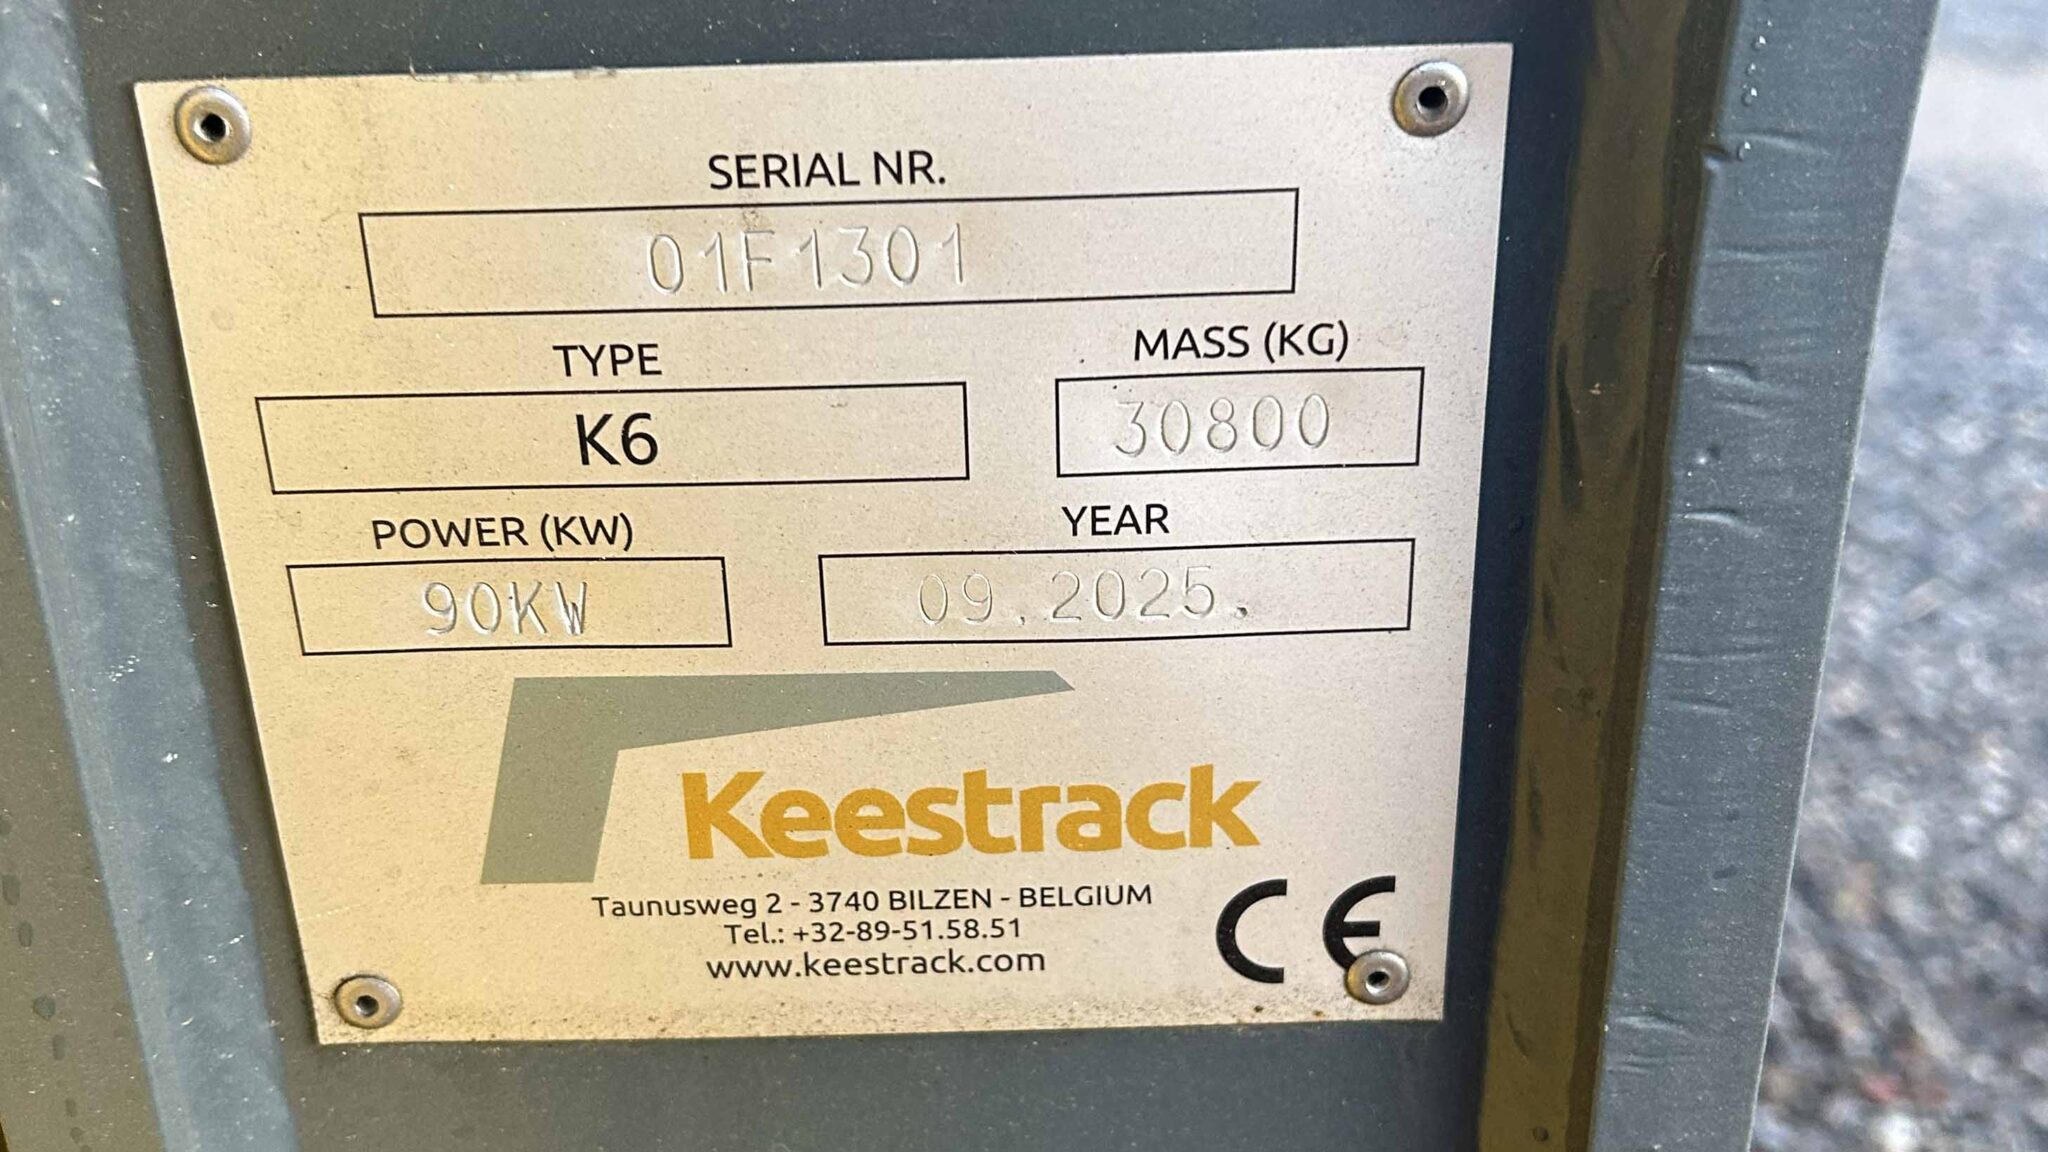 SERIAL NR.
01F1301
TYPE
K6
MASS (KG)
30800
POWER (KW)
90KW
YEAR
09.2025.
Keestrack
Taunusweg 2 - 3740 BILZEN - BELGIUM
Tel.: +32-89-51.58.51
www.keestrack.com
CE